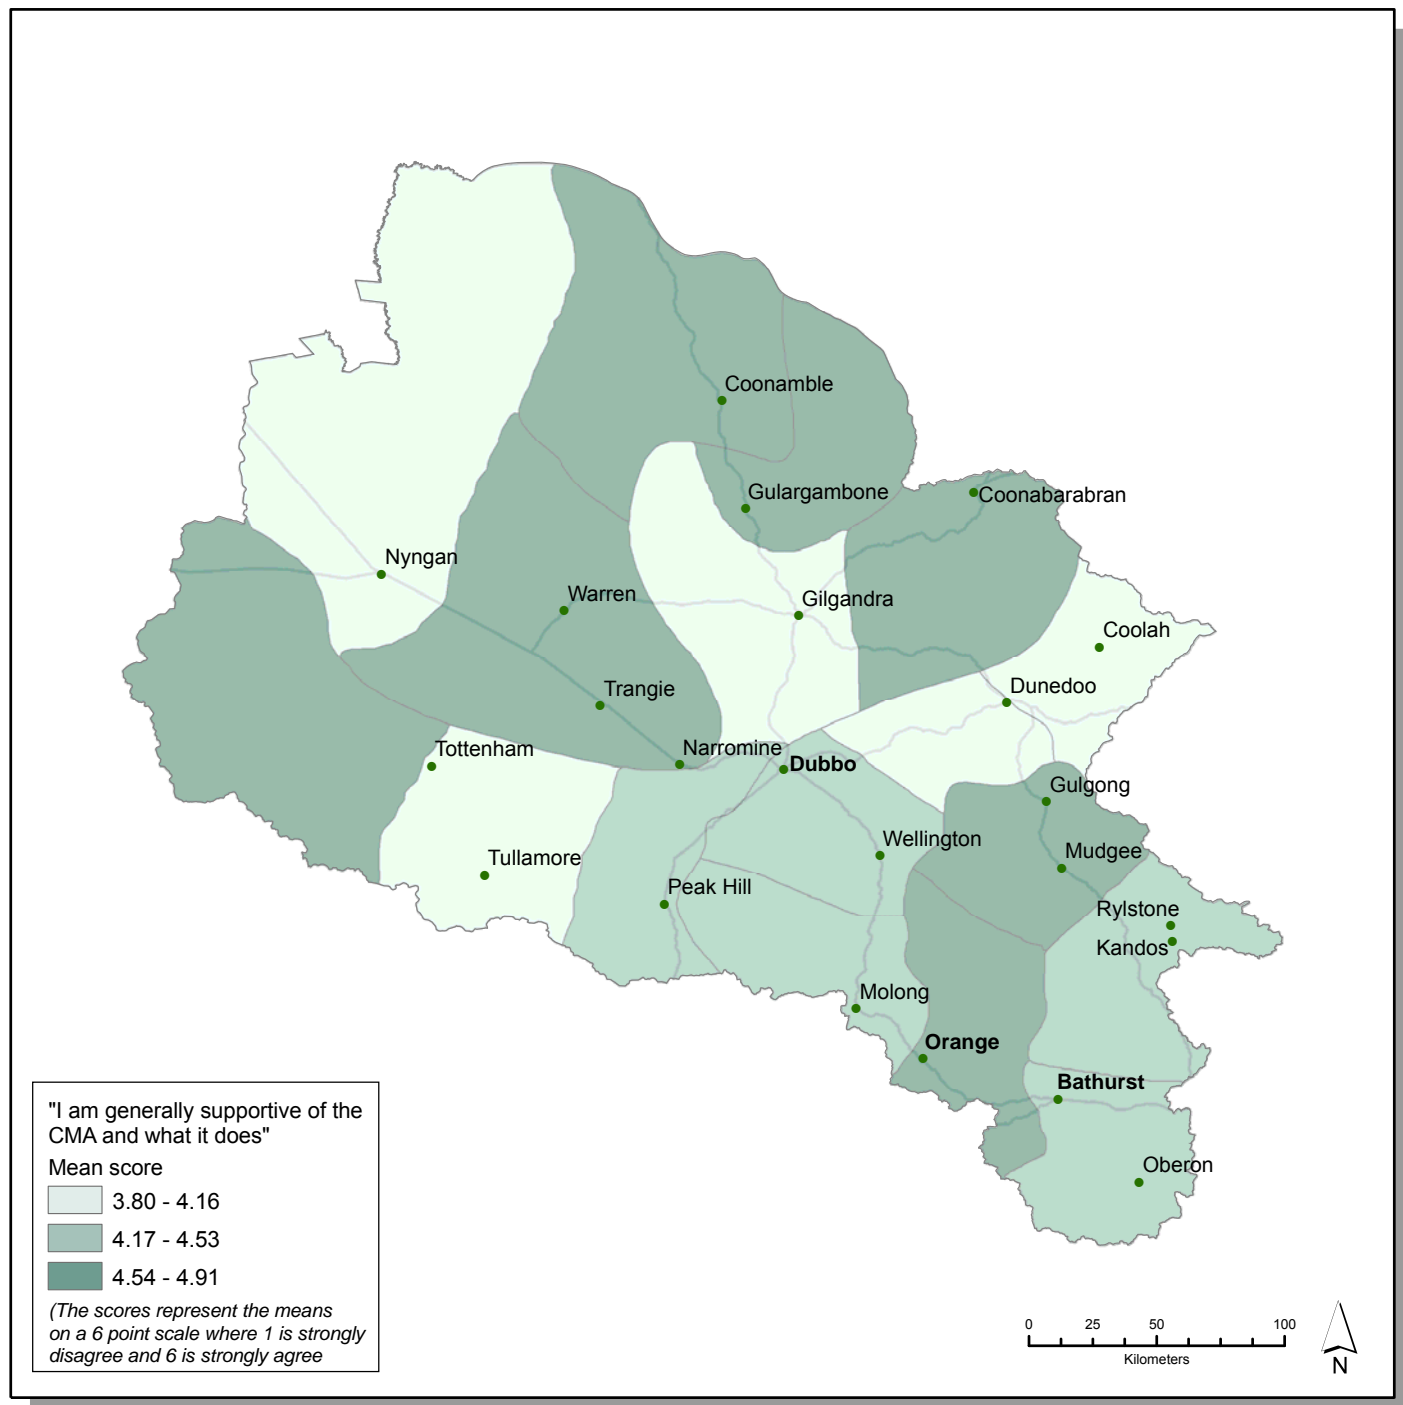 Coonamble
Gulargambone
Coonabarabran
Nyngan
Warren
Gilgandra
Coolah
Trangie
Dunedoo
Tottenham
Narromine
Dubbo
Gulgong
Wellington
Mudgee
Tullamore
Peak Hill
Rylstone
Kandos
Molong
Orange
Bathurst
Oberon
"I am generally supportive of the
CMA and what it does"
Mean score
3.80 - 4.16
4.17 - 4.53
4.54 - 4.91
(The scores represent the means
on a 6 point scale where 1 is strongly
disagree and 6 is strongly agree
0 25 50 100
Kilometers
N